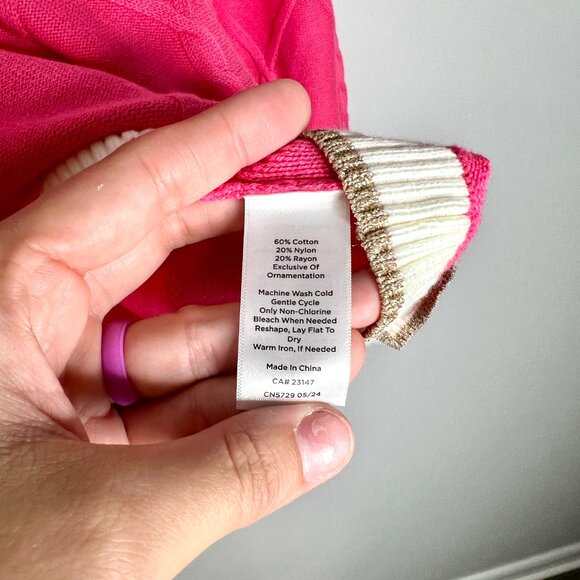 60% Cotton
20% Nylon
20% Rayon
Exclusive Of
Ornamentation
Machine Wash Cold
Gentle Cycle
Only Non-Chlorine
Bleach When Needed
Reshape, Lay Flat To
Dry
Warm Iron, If Needed
Made In China
CA# 23147
CN5729 05/24